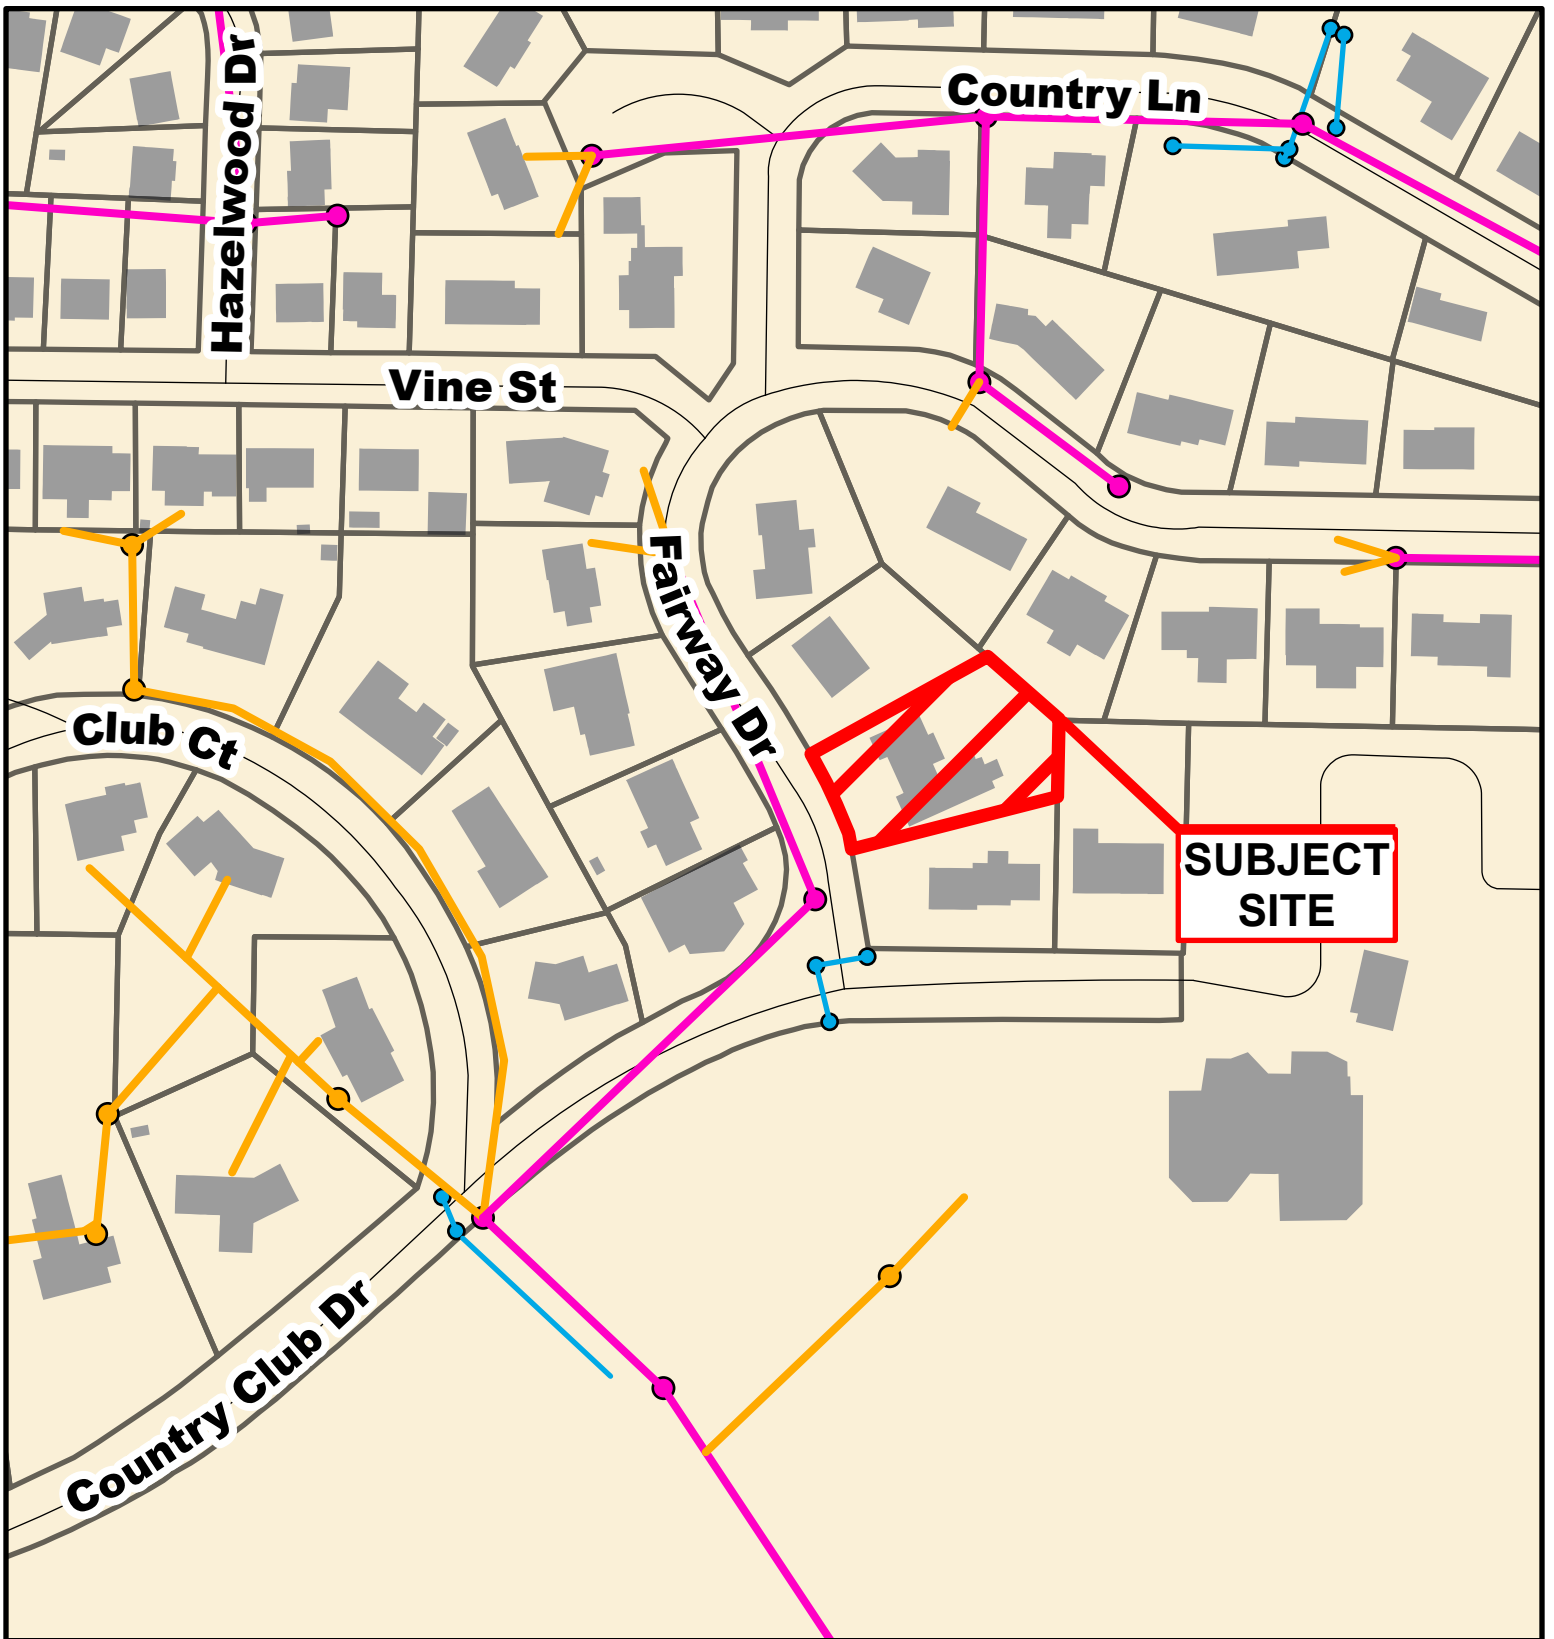 Hazelwood Dr
Country Ln
Vine St
Fairway Dr
Club Ct
SUBJECT
SITE
Country Club Dr